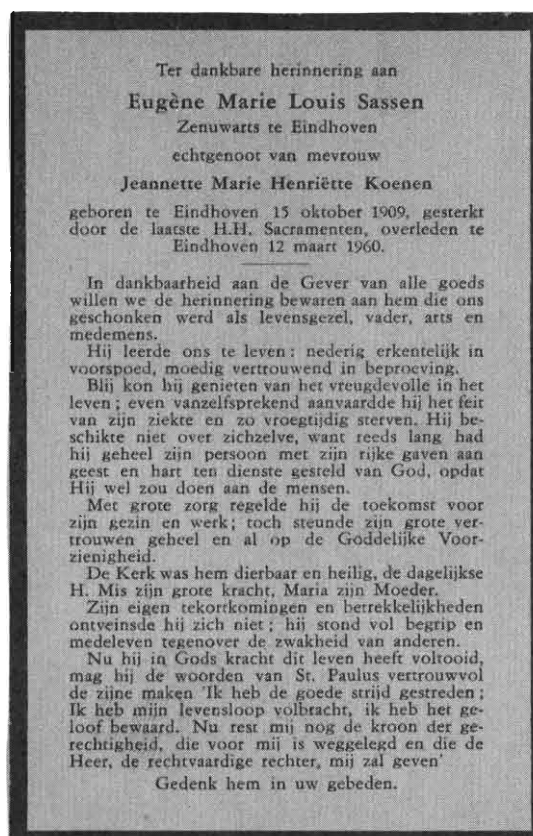 Ter dankbare herinnering aan
Eugène Marie Louis Sassen
Zenuwarts te Eindhoven
echtgenoot van mevrouw
Jeannette Marie Henriëtte Koenen
geboren te Eindhoven 15 oktober 1909, gesterkt
door de laatste H.H. Sacramenten, overleden te
Eindhoven 12 maart 1960.
In dankbaarheid aan de Gever van alle goeds
willen we de herinnering bewaren aan hem die ons
geschonken werd als levensgezel, vader, arts en
medemens.
Hij leerde ons te leven: nederig erkentelijk in
voorspoed, moedig vertrouwend in beproeving.
Blij kon hij genieten van het vreugdevolle in het
leven; even vanzelfsprekend aanvaardde hij het feit
van zijn ziekte en zo vroegtijdig sterven. Hij be-
schikte niet over zichzelve, want reeds lang had
hij geheel zijn persoon met zijn rijke gaven aan
geest en hart ten dienste gesteld van God, opdat
Hij wel zou doen aan de mensen.
Met grote zorg regelde hij de toekomst voor
zijn gezin en werk; toch steunde zijn grote ver-
trouwen geheel en al op de Goddelijke Voor-
zienigheid.
De Kerk was hem dierbaar en heilig, de dagelijkse
H. Mis zijn grote kracht, Maria zijn Moeder.
Zijn eigen tekortkomingen en betrekkelijkheden
ontveinsde hij zich niet; hij stond vol begrip en
medeleven tegenover de zwakheid van anderen.
Nu hij in Gods kracht dit leven heeft voltooid,
mag hij de woorden van St. Paulus vertrouwvol
de zijne maken 'Ik heb de goede strijd gestreden;
Ik heb mijn levensloop volbracht, ik heb het ge-
loof bewaard. Nu rest mij nog de kroon der ge-
rechtigheid, die voor mij is weggelegd en die de
Heer, de rechtvaardige rechter, mij zal geven'
Gedenk hem in uw gebeden.